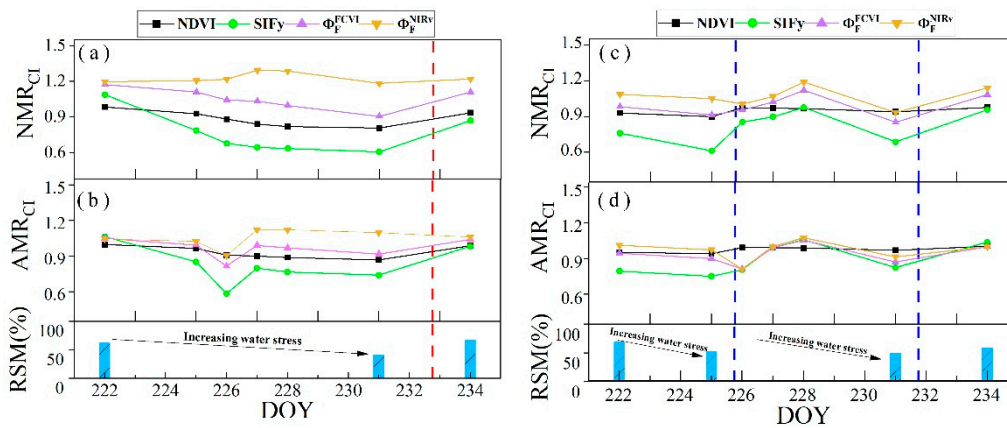 NDVI SIFy Φ_F^FCVI Φ_F^NIRv
1.5
1.2
0.9
0.6
NMR_CI
(a)
1.5
1.2
0.9
0.6
AMR_CI
(b)
100
50
0
RSM(%)
Increasing water stress
222 224 226 228 230 232 234
DOY
NDVI SIFy Φ_F^FCVI Φ_F^NIRv
1.5
1.2
0.9
0.6
NMR_CI
(c)
1.5
1.2
0.9
0.6
AMR_CI
(d)
100
50
0
RSM(%)
Increasing water stress
Increasing water stress
222 224 226 228 230 232 234
DOY